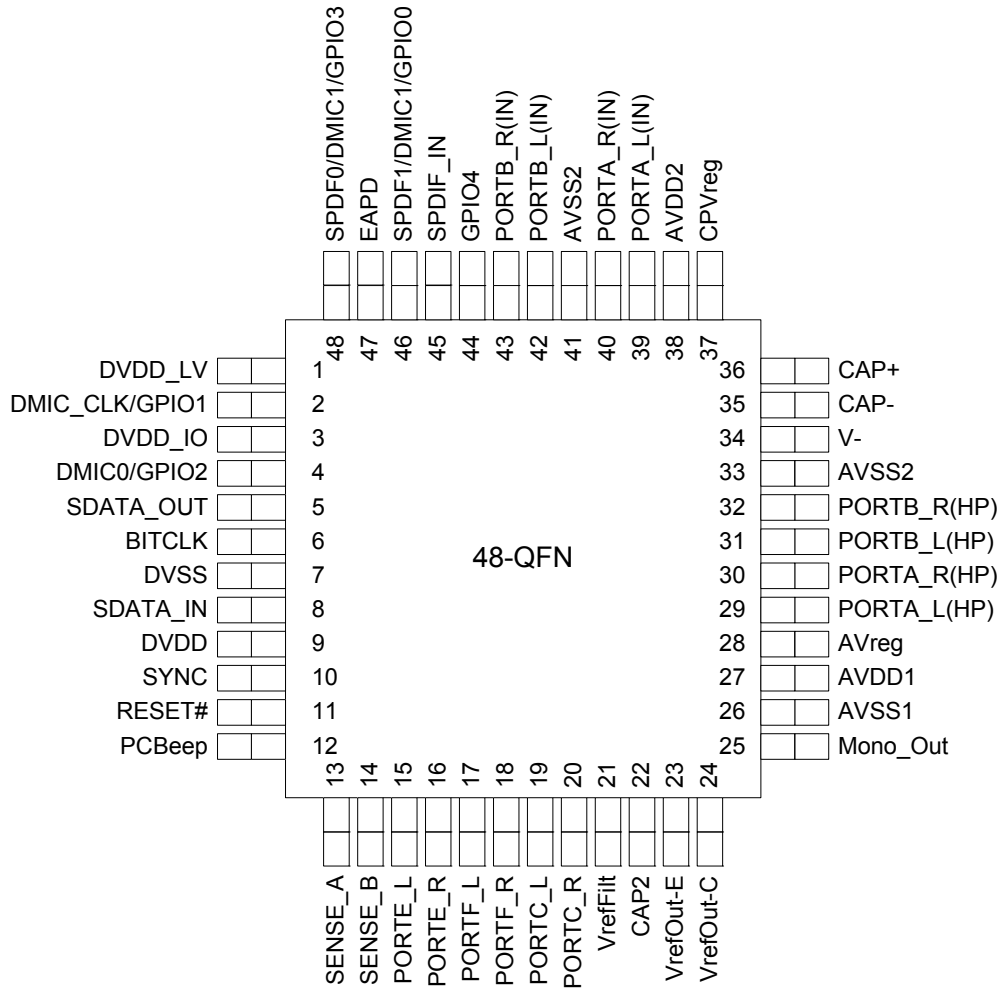 SPDF0/DMIC1/GPIO3
EAPD
SPDF1/DMIC1/GPIO0
SPDIF_IN
GPIO4
PORTB_R(IN)
PORTB_L(IN)
AVSS2
PORTA_R(IN)
PORTA_L(IN)
AVDD2
CPVreg
48
47
46
45
44
43
42
41
40
39
38
37
DVDD_LV 1
DMIC_CLK/GPIO1 2
DVDD_IO 3
DMIC0/GPIO2 4
SDATA_OUT 5
BITCLK 6
DVSS 7
SDATA_IN 8
DVDD 9
SYNC 10
RESET# 11
PCBeep 12
48-QFN
36 CAP+
35 CAP-
34 V-
33 AVSS2
32 PORTB_R(HP)
31 PORTB_L(HP)
30 PORTA_R(HP)
29 PORTA_L(HP)
28 AVreg
27 AVDD1
26 AVSS1
25 Mono_Out
13
14
15
16
17
18
19
20
21
22
23
24
SENSE_A
SENSE_B
PORTE_L
PORTE_R
PORTF_L
PORTF_R
PORTC_L
PORTC_R
VrefFilt
CAP2
VrefOut-E
VrefOut-C